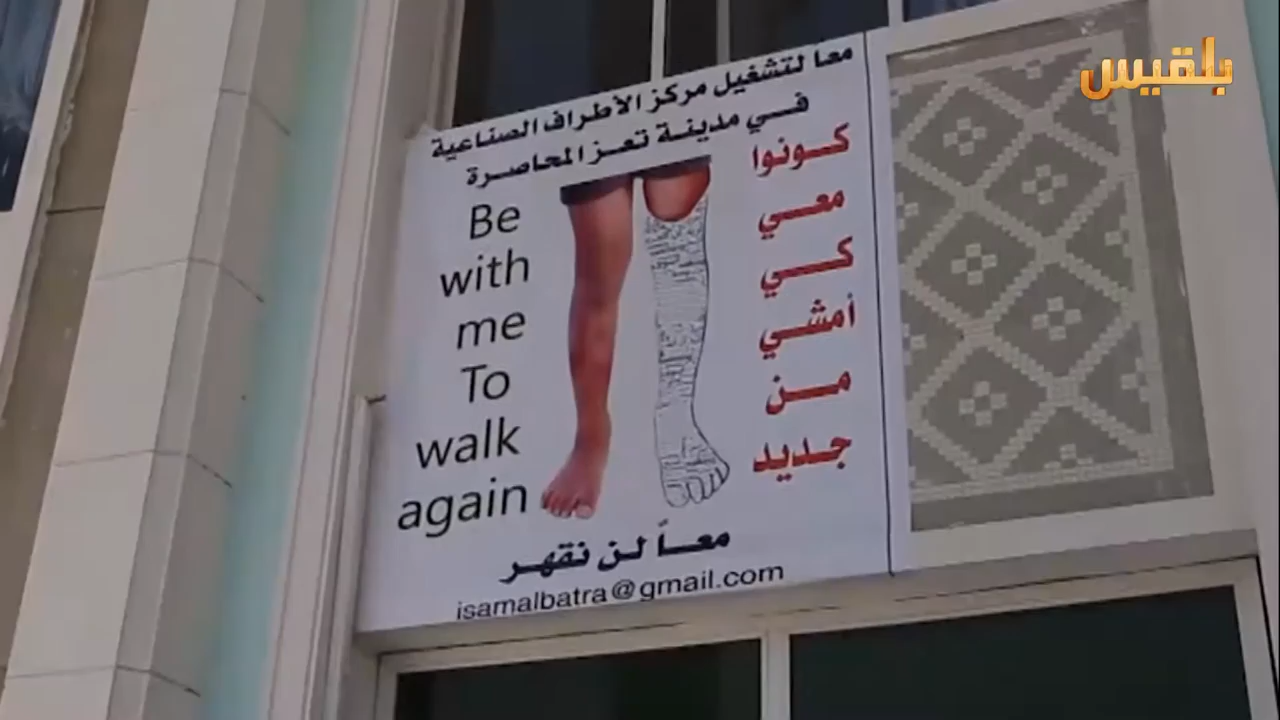 بلقيس
معا لتشغيل مركز الأطراف الصناعية
في مدينة تعز المحاصرة
كونوا
معي
كي
أمشي
من
جديد
Be
with
me
To
walk
again
معاً لن نقهر
isamalbatra@gmail.com